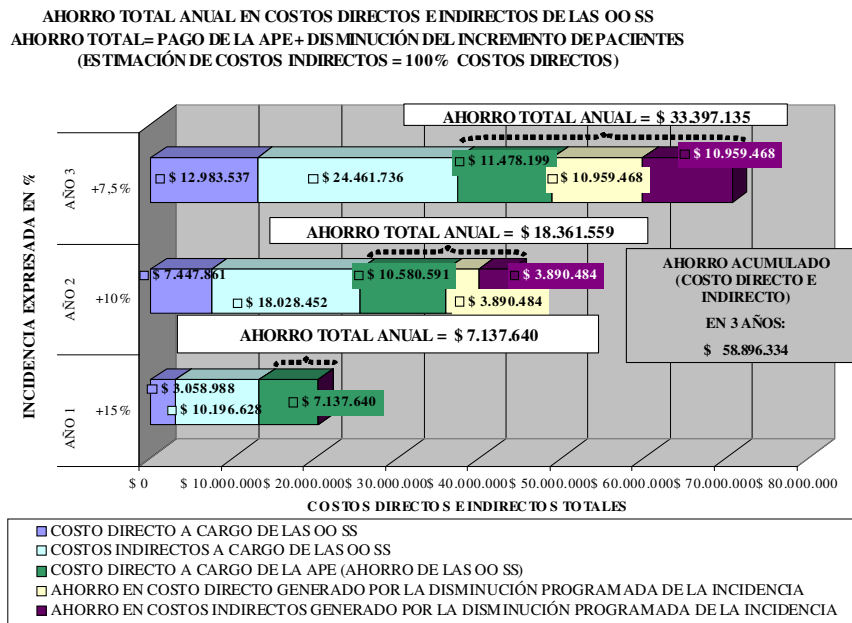 AHORRO TOTAL ANUAL EN COSTOS DIRECTOS E INDIRECTOS DE LAS OO SS
AHORRO TOTAL= PAGO DE LA APE + DISMINUCIÓN DEL INCREMENTO DE PACIENTES
(ESTIMACIÓN DE COSTOS INDIRECTOS = 100% COSTOS DIRECTOS)
AHORRO TOTAL ANUAL = $ 33.397.135
INCIDENCIA EXPRESADA EN %
AÑO 3
+7,5%
$ 12.983.537
$ 24.461.736
$ 11.478.199
$ 10.959.468
$ 10.959.468
AHORRO TOTAL ANUAL = $ 18.361.559
AÑO 2
+10%
$ 7.447.861
$ 18.028.452
$ 10.580.591
$ 3.890.484
$ 3.890.484
AHORRO ACUMULADO
(COSTO DIRECTO E
INDIRECTO)
EN 3 AÑOS:
$ 58.896.334
AHORRO TOTAL ANUAL = $ 7.137.640
AÑO 1
+15%
$ 3.058.988
$ 10.196.628
$ 7.137.640
$ 0 $ 10.000.000 $ 20.000.000 $ 30.000.000 $ 40.000.000 $ 50.000.000 $ 60.000.000 $ 70.000.000 $ 80.000.000
COSTOS DIRECTOS E INDIRECTOS TOTALES
COSTO DIRECTO A CARGO DE LAS OO SS
COSTOS INDIRECTOS A CARGO DE LAS OO SS
COSTO DIRECTO A CARGO DE LA APE (AHORRO DE LAS OO SS)
AHORRO EN COSTO DIRECTO GENERADO POR LA DISMINUCIÓN PROGRAMADA DE LA INCIDENCIA
AHORRO EN COSTOS INDIRECTOS GENERADO POR LA DISMINUCIÓN PROGRAMADA DE LA INCIDENCIA